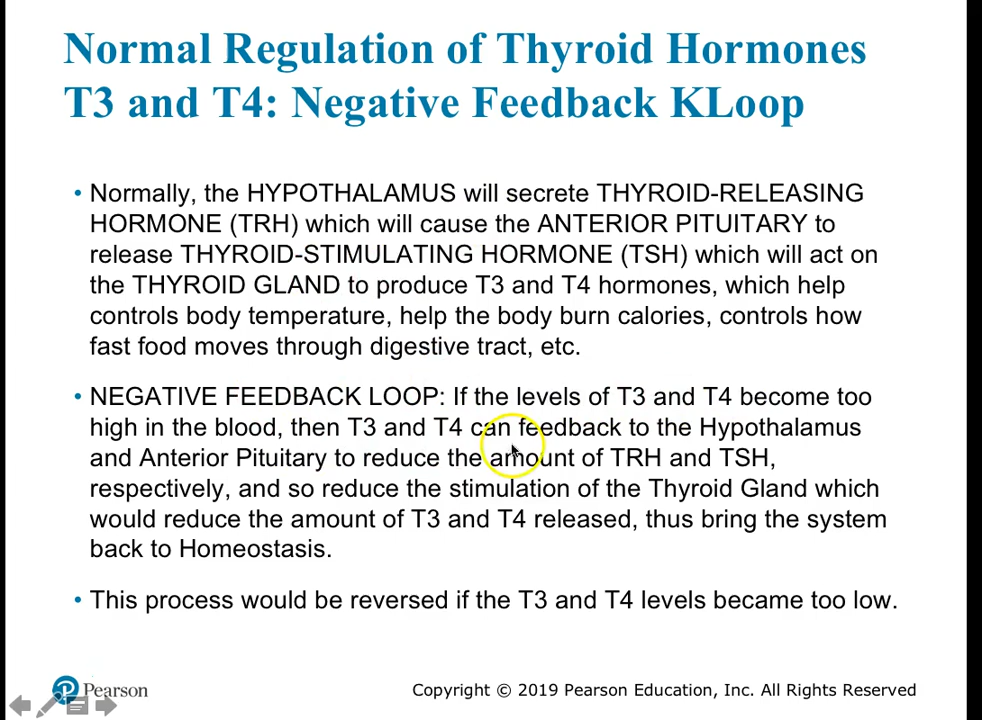 Normal Regulation of Thyroid Hormones
T3 and T4: Negative Feedback KLoop
• Normally, the HYPOTHALAMUS will secrete THYROID-RELEASING
HORMONE (TRH) which will cause the ANTERIOR PITUITARY to
release THYROID-STIMULATING HORMONE (TSH) which will act on
the THYROID GLAND to produce T3 and T4 hormones, which help
controls body temperature, help the body burn calories, controls how
fast food moves through digestive tract, etc.
• NEGATIVE FEEDBACK LOOP: If the levels of T3 and T4 become too
high in the blood, then T3 and T4 can feedback to the Hypothalamus
and Anterior Pituitary to reduce the amount of TRH and TSH,
respectively, and so reduce the stimulation of the Thyroid Gland which
would reduce the amount of T3 and T4 released, thus bring the system
back to Homeostasis.
• This process would be reversed if the T3 and T4 levels became too low.
Pearson
Copyright © 2019 Pearson Education, Inc. All Rights Reserved